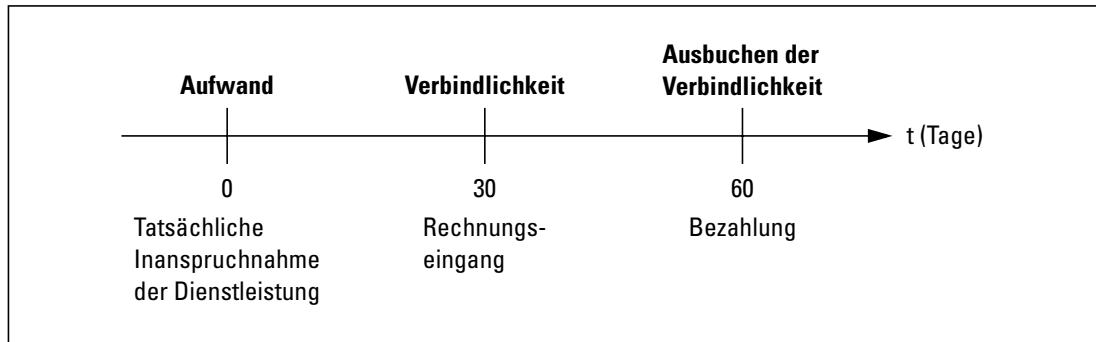 Ausbuchen der
Aufwand Verbindlichkeit Verbindlichkeit
t (Tage)
0 30 60
Tatsächliche Rechnungs- Bezahlung
Inanspruchnahme eingang
der Dienstleistung